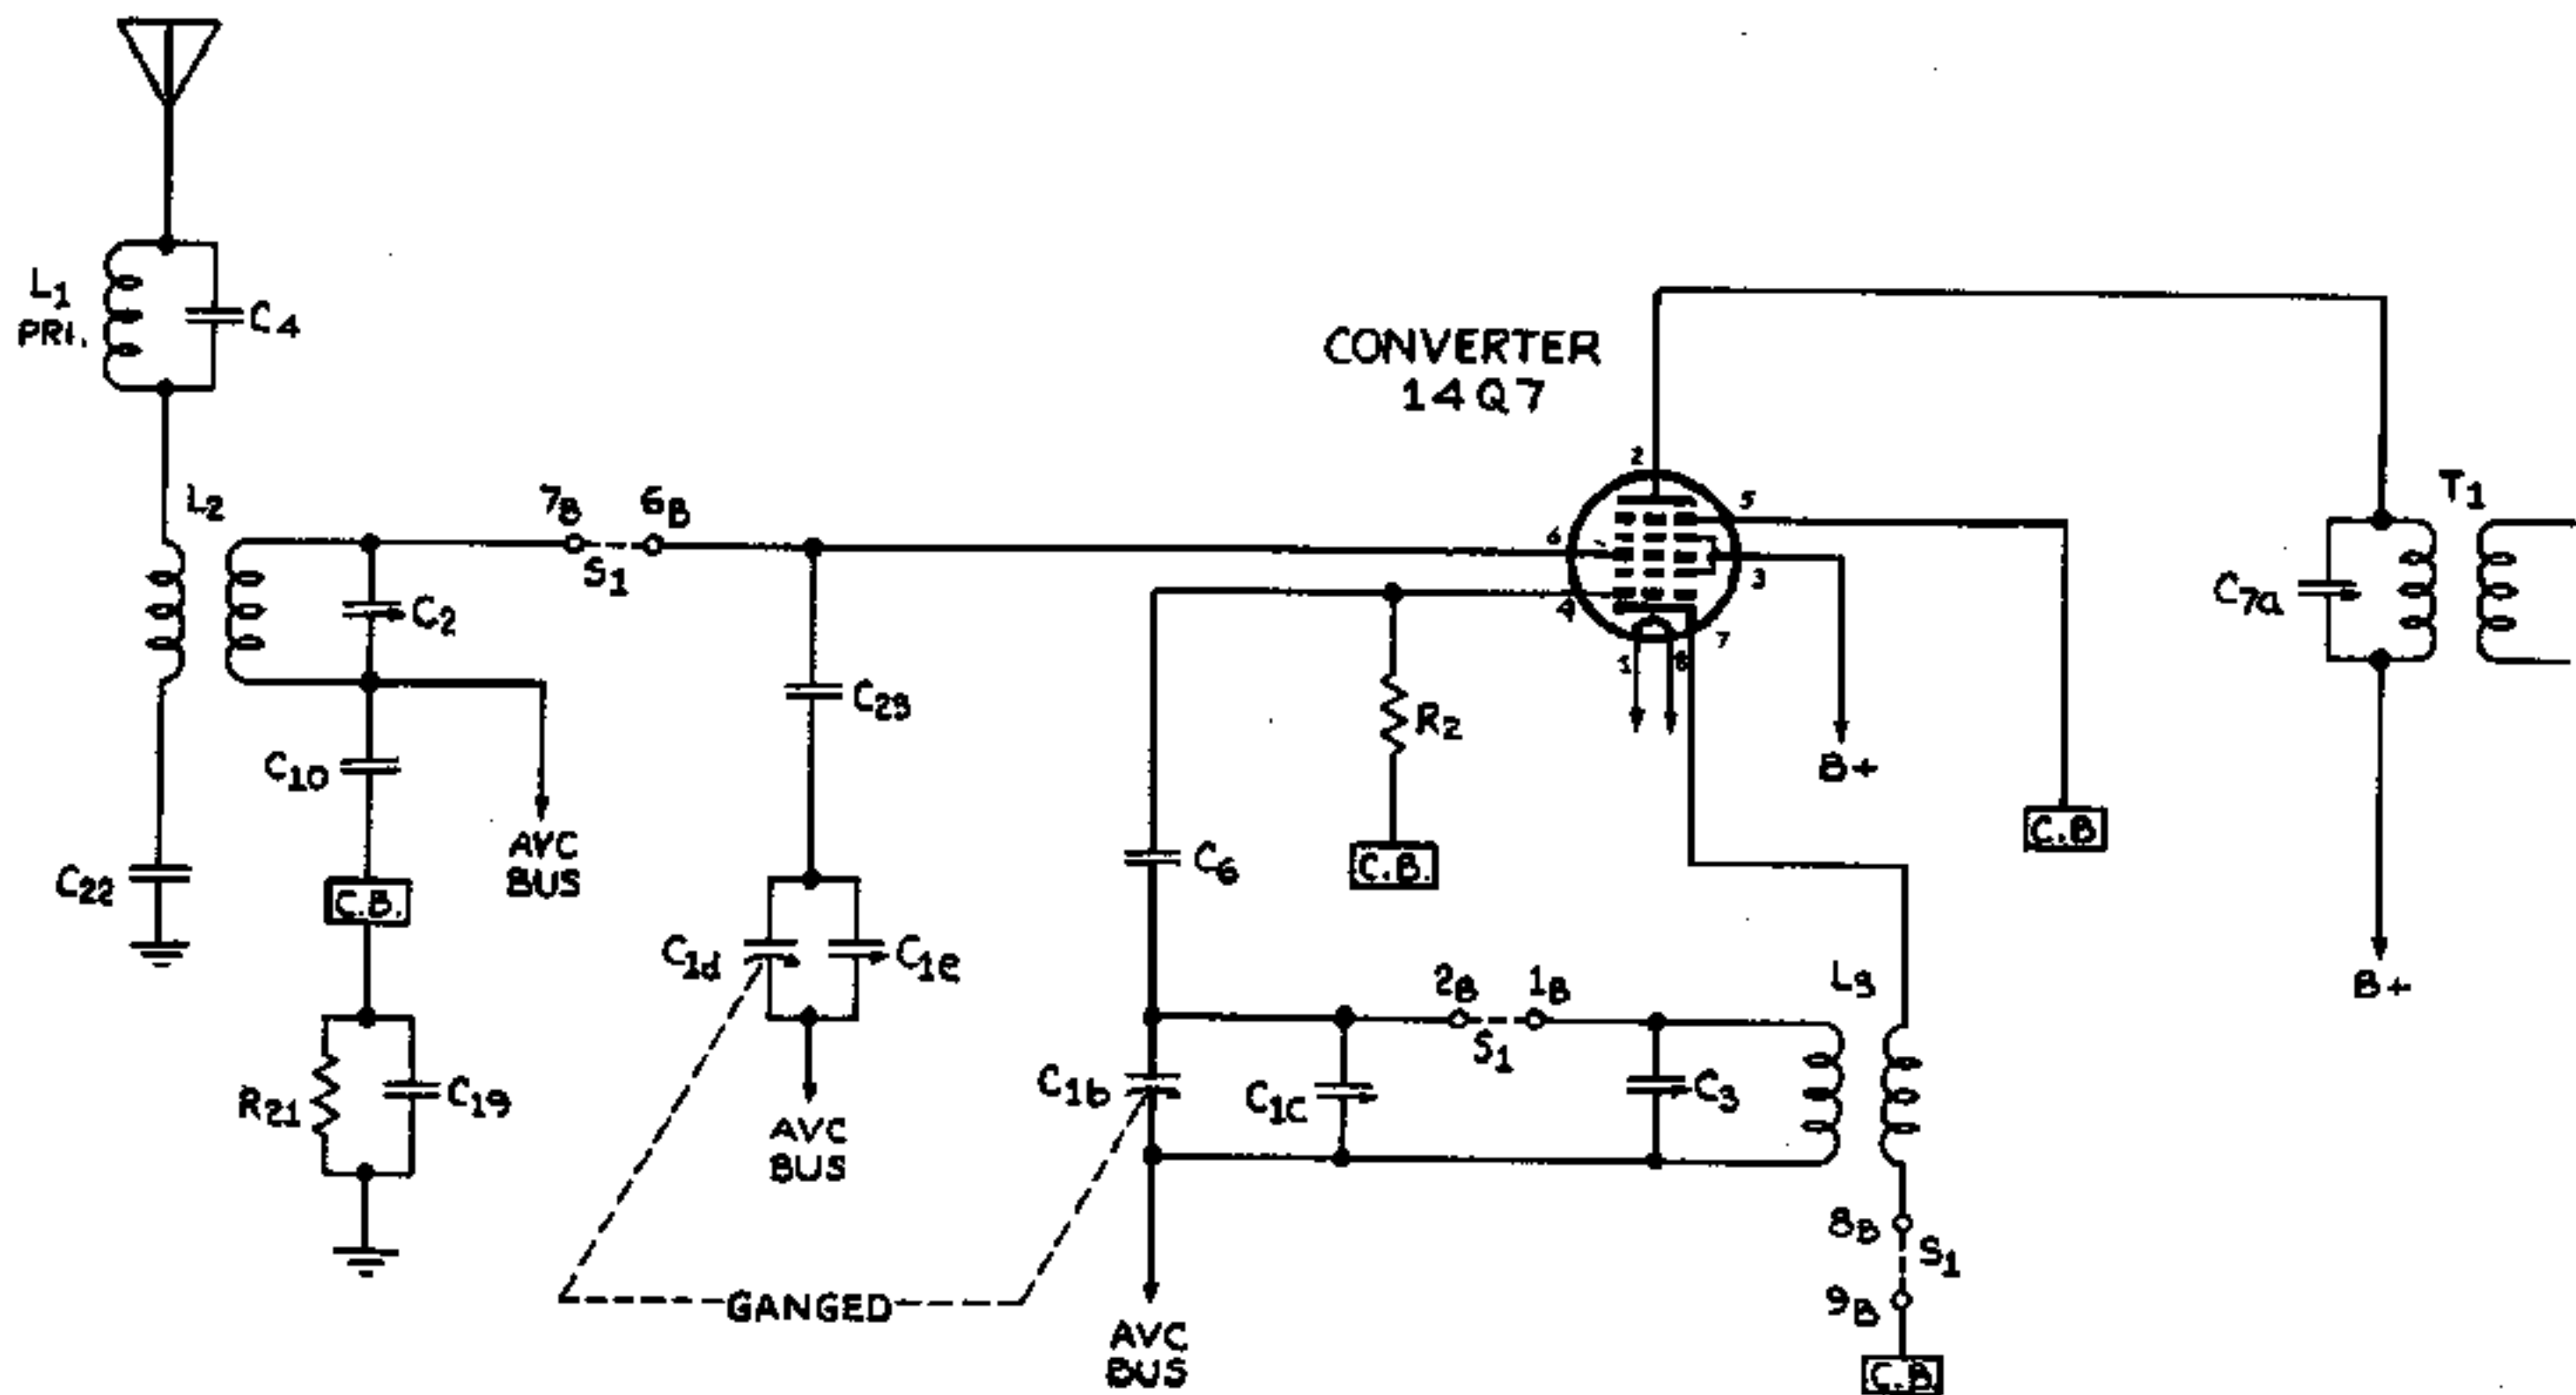 L1
PRI.
C4
CONVERTER
14Q7
L2
7B
6B
S1
C2
2
5
6
3
4
7
1
8
T1
C7a
C10
C22
C.B.
AVC
BUS
C23
R2
B+
C.B
C.B.
C6
C1d
C1e
2B
1B
S1
L3
B+
R21
C19
AVC
BUS
C1b
C1c
C3
GANGED
8B
S1
9B
AVC
BUS
C.B.